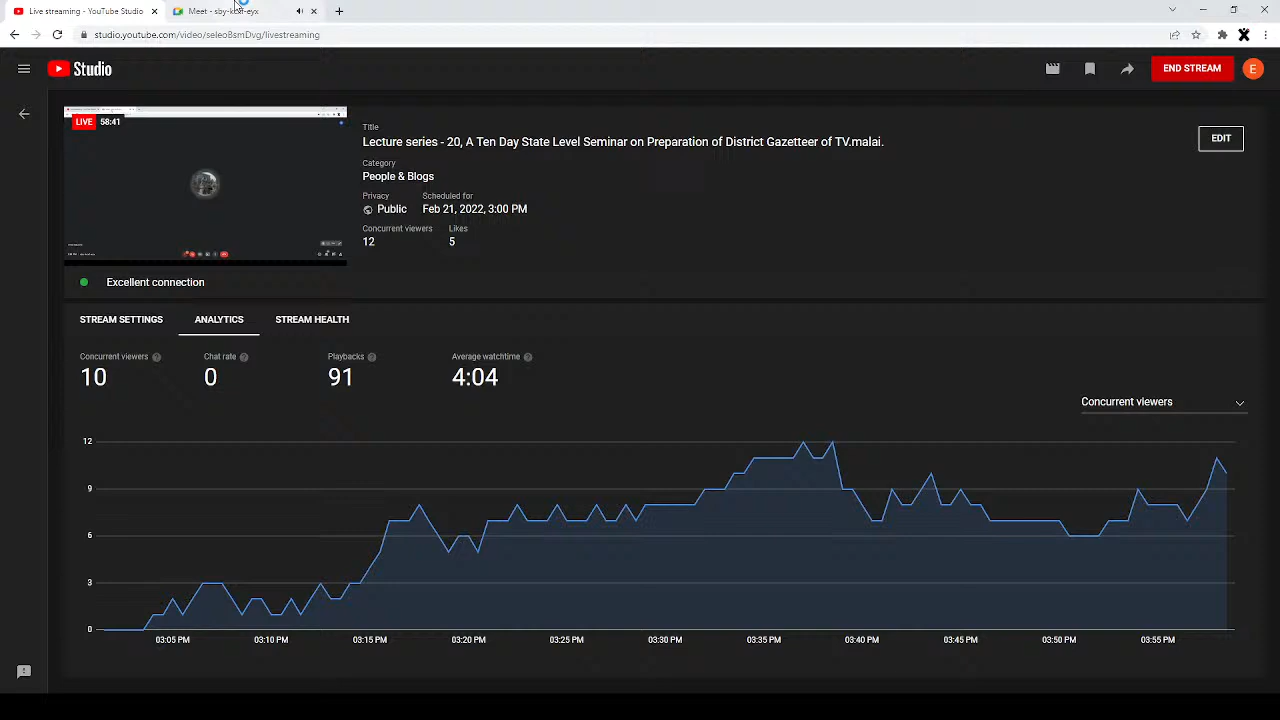 Live streaming - YouTube Studio
Meet - sby-
-eyx
studio.youtube.com/video/seleo8smDvg/livestreaming
Studio
END STREAM
E
LIVE 58:41
Title
Lecture series - 20, A Ten Day State Level Seminar on Preparation of District Gazetteer of TV.malai.
EDIT
Category
People & Blogs
Privacy
Scheduled for
Public
Feb 21, 2022, 3:00 PM
Concurrent viewers
Likes
12
5
Excellent connection
STREAM SETTINGS
ANALYTICS
STREAM HEALTH
Concurrent viewers
Chat rate
Playbacks
Average watchtime
10
0
91
4:04
Concurrent viewers
12
9
6
3
0
03:05 PM
03:10 PM
03:15 PM
03:20 PM
03:25 PM
03:30 PM
03:35 PM
03:40 PM
03:45 PM
03:50 PM
03:55 PM